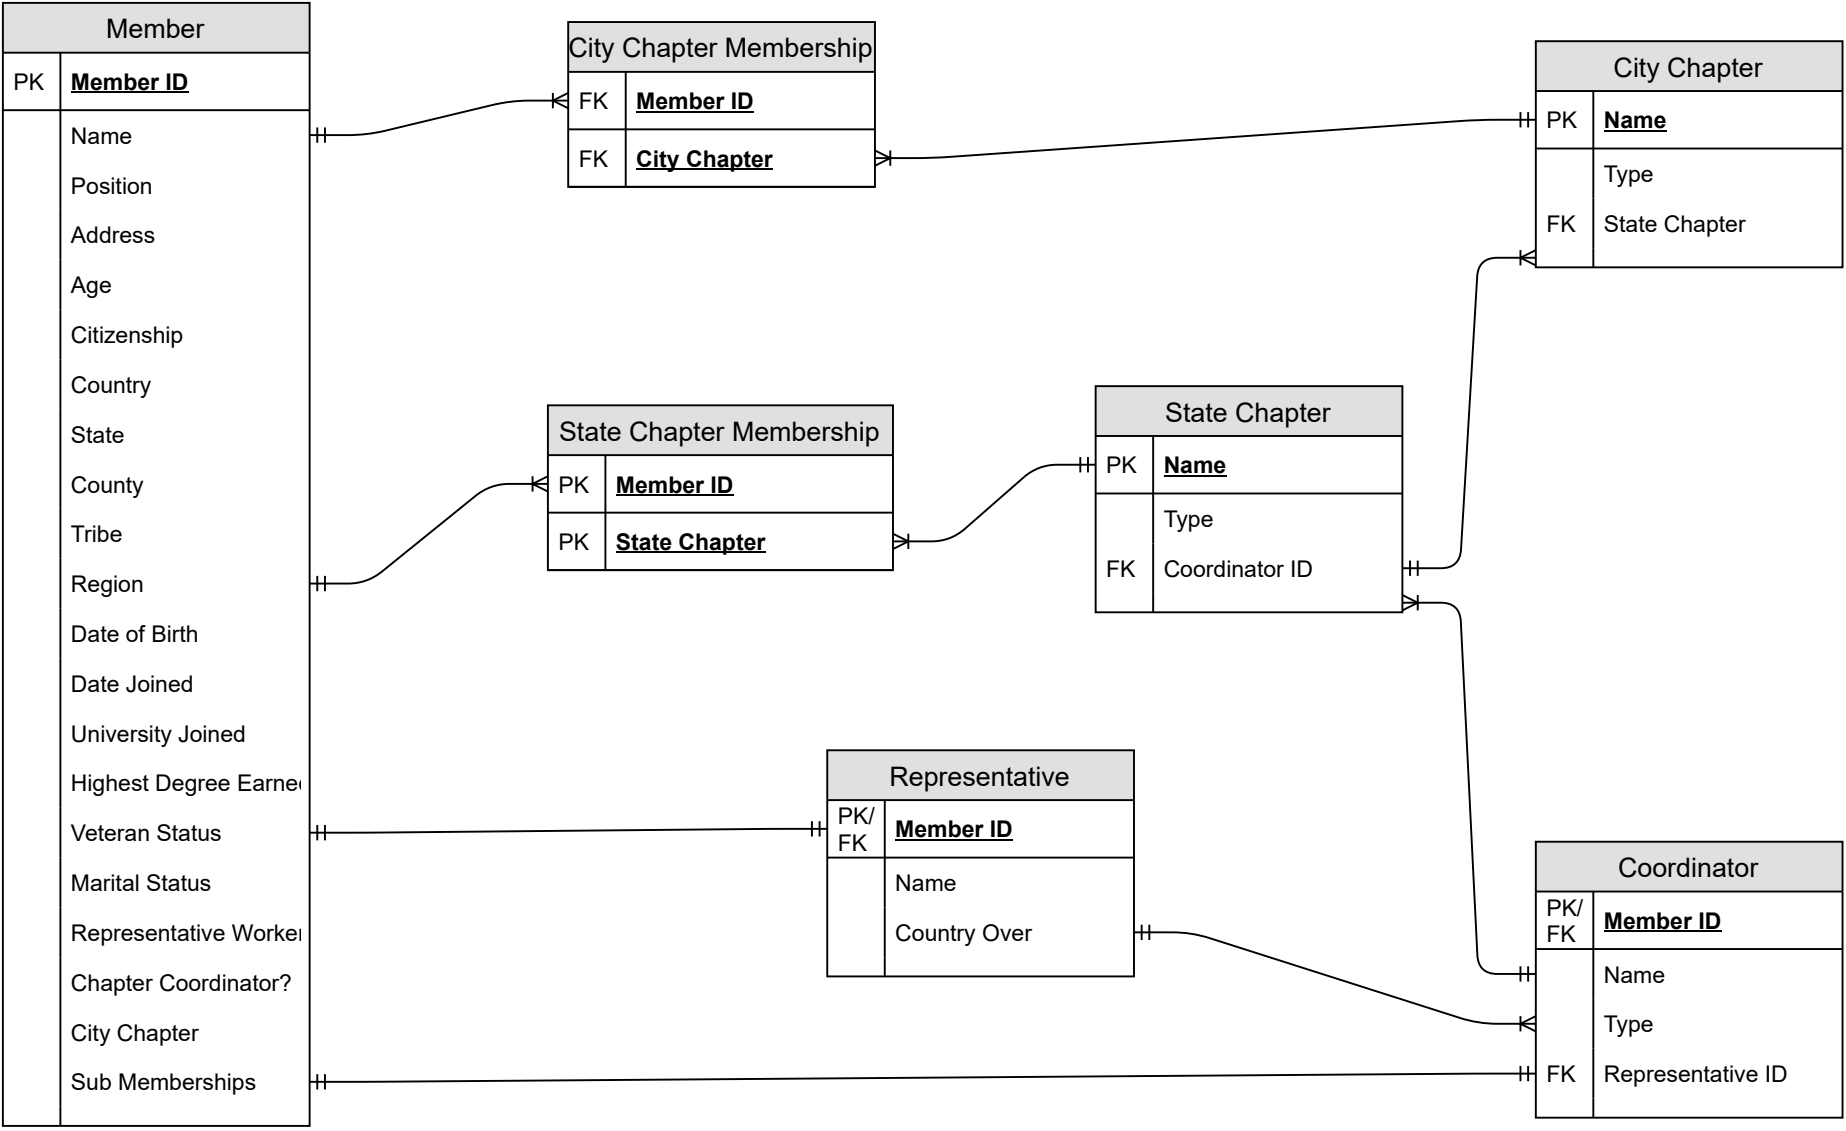 Member
PK Member ID
Name
Position
Address
Age
Citizenship
Country
State
County
Tribe
Region
Date of Birth
Date Joined
University Joined
Highest Degree Earne
Veteran Status
Marital Status
Representative Worke
Chapter Coordinator?
City Chapter
Sub Memberships
City Chapter Membership
FK Member ID
FK City Chapter
City Chapter
PK Name
Type
FK State Chapter
State Chapter Membership
PK Member ID
PK State Chapter
State Chapter
PK Name
Type
FK Coordinator ID
Representative
PK/
FK Member ID
Name
Country Over
Coordinator
PK/
FK Member ID
Name
Type
FK Representative ID